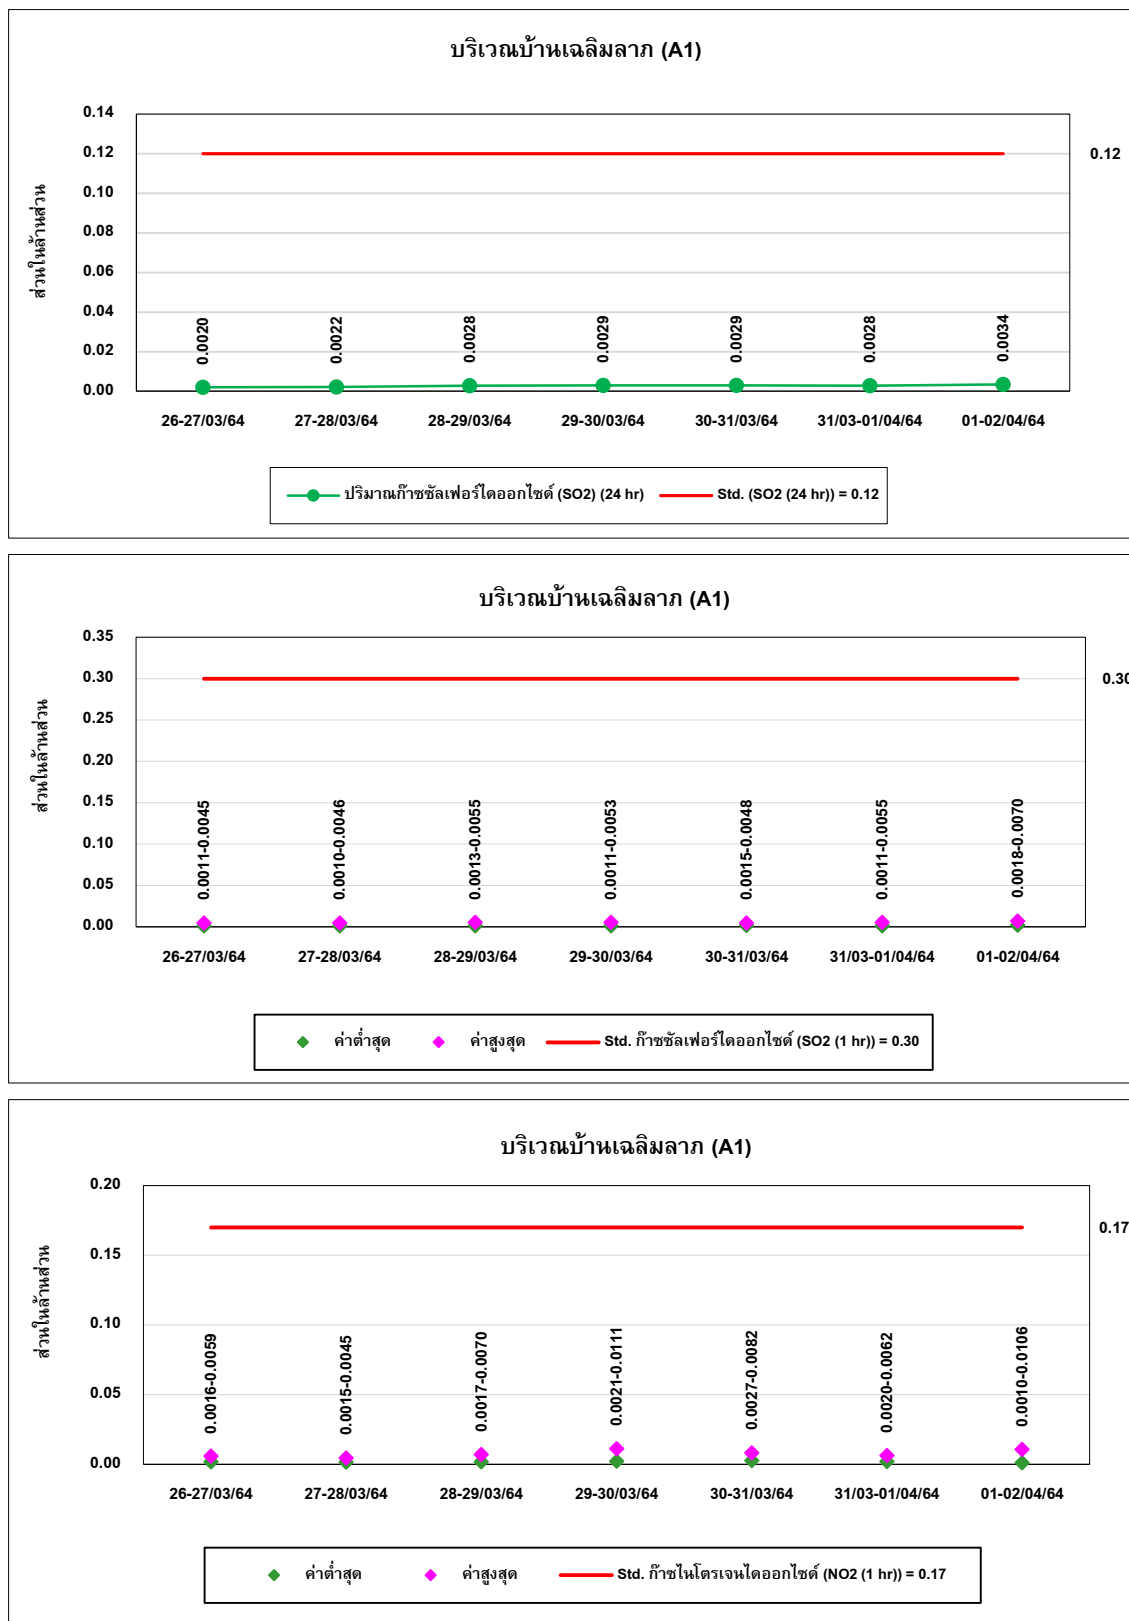 บริเวณบ้านเฉลิมลาภ (A1)
ส่วนในล้านส่วน
0.14
0.12
0.10
0.08
0.06
0.04
0.02
0.00
0.12
0.0020 0.0022 0.0028 0.0029 0.0029 0.0028 0.0034
26-27/03/64 27-28/03/64 28-29/03/64 29-30/03/64 30-31/03/64 31/03-01/04/64 01-02/04/64
ปริมาณก๊าซซัลเฟอร์ไดออกไซด์ (SO2) (24 hr) Std. (SO2 (24 hr)) = 0.12
บริเวณบ้านเฉลิมลาภ (A1)
ส่วนในล้านส่วน
0.35
0.30
0.25
0.20
0.15
0.10
0.05
0.00
0.30
0.0011-0.0045 0.0010-0.0046 0.0013-0.0055 0.0011-0.0053 0.0015-0.0048 0.0011-0.0055 0.0018-0.0070
26-27/03/64 27-28/03/64 28-29/03/64 29-30/03/64 30-31/03/64 31/03-01/04/64 01-02/04/64
ค่าต่ำสุด ค่าสูงสุด Std. ก๊าซซัลเฟอร์ไดออกไซด์ (SO2 (1 hr)) = 0.30
บริเวณบ้านเฉลิมลาภ (A1)
ส่วนในล้านส่วน
0.20
0.15
0.10
0.05
0.00
0.17
0.0016-0.0059 0.0015-0.0045 0.0017-0.0070 0.0021-0.0111 0.0027-0.0082 0.0020-0.0062 0.0010-0.0106
26-27/03/64 27-28/03/64 28-29/03/64 29-30/03/64 30-31/03/64 31/03-01/04/64 01-02/04/64
ค่าต่ำสุด ค่าสูงสุด Std. ก๊าซไนโตรเจนไดออกไซด์ (NO2 (1 hr)) = 0.17